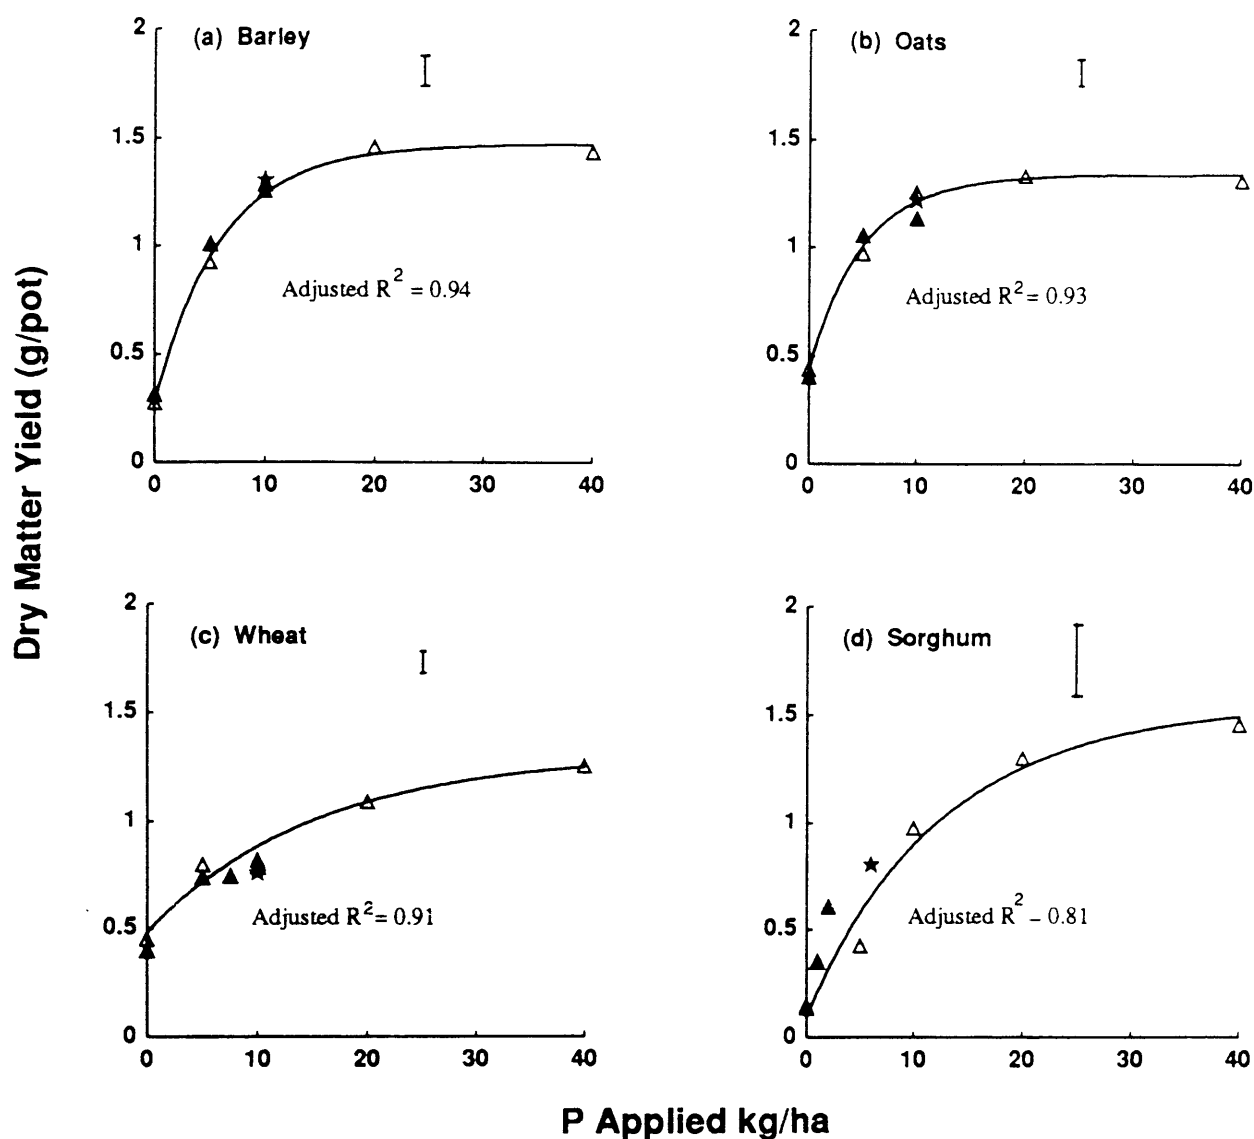 Dry Matter Yield (g/pot)
(a) Barley
2
1.5
1
0.5
0
Adjusted R2 = 0.94
0 10 20 30 40
(b) Oats
2
1.5
1
0.5
0
Adjusted R2 = 0.93
0 10 20 30 40
(c) Wheat
2
1.5
1
0.5
0
Adjusted R2 = 0.91
0 10 20 30 40
(d) Sorghum
2
1.5
1
0.5
0
Adjusted R2 – 0.81
0 10 20 30 40
P Applied kg/ha